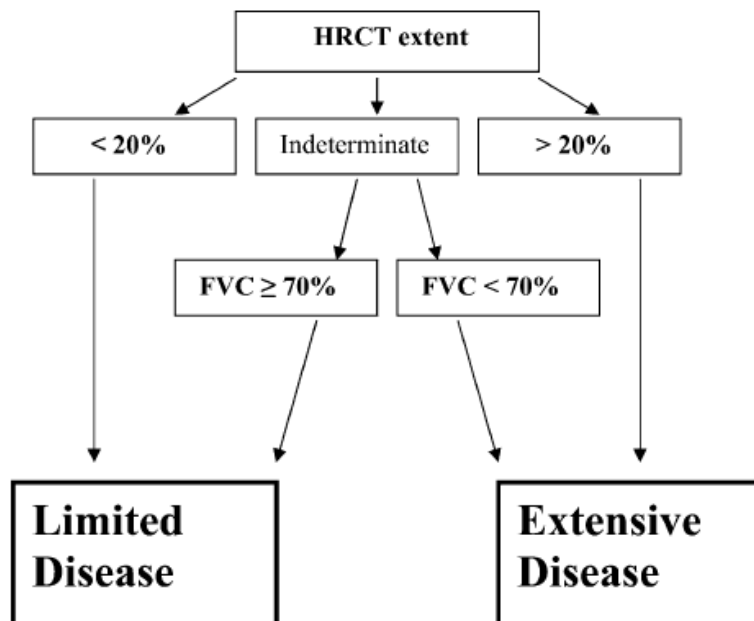 HRCT extent
< 20%
Indeterminate
> 20%
FVC ≥ 70%
FVC < 70%
Limited
Disease
Extensive
Disease